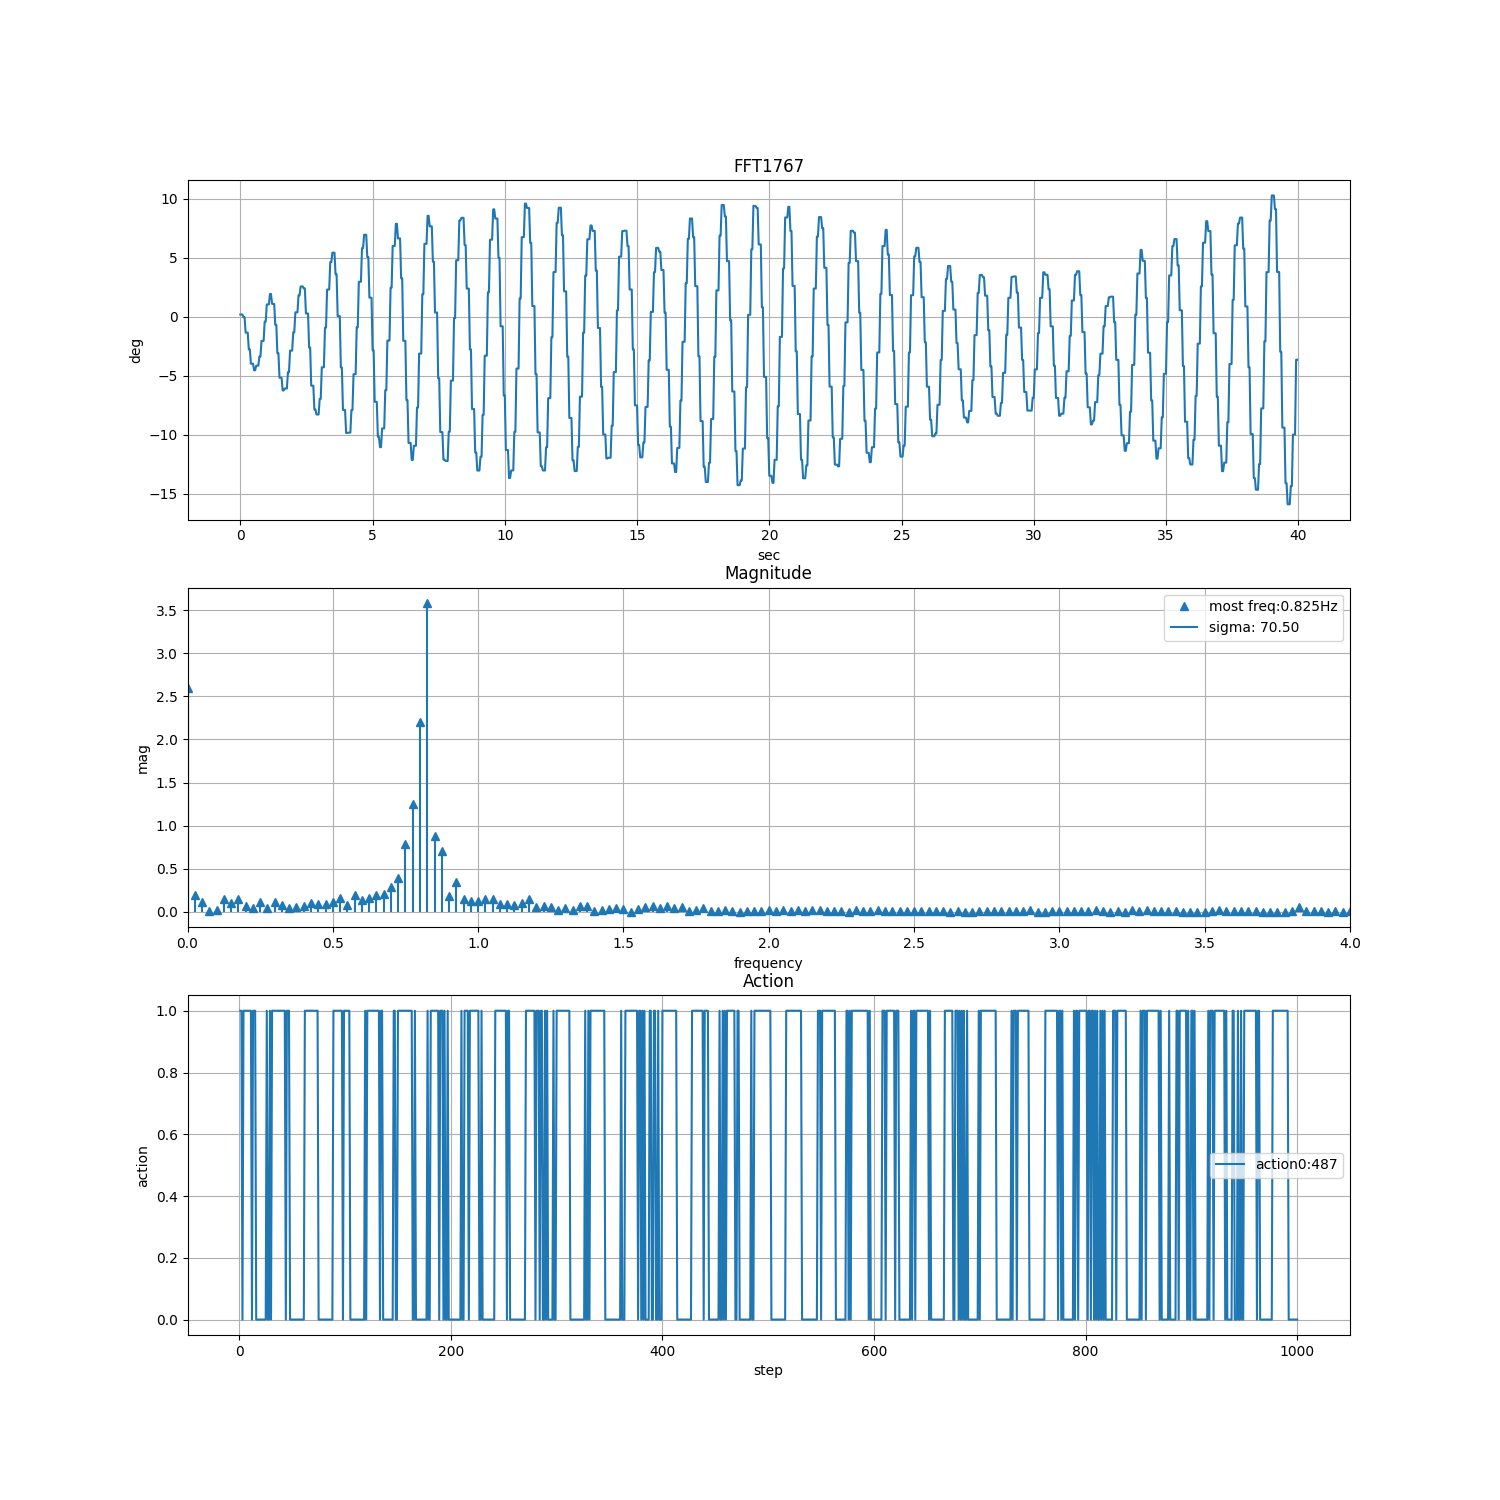 FFT1767
10
5
0
−5
−10
−15
deg
0 5 10 15 20 25 30 35 40
sec
Magnitude
3.5
3.0
2.5
2.0
1.5
1.0
0.5
0.0
mag
most freq:0.825Hz
sigma: 70.50
0.0 0.5 1.0 1.5 2.0 2.5 3.0 3.5 4.0
frequency
Action
1.0
0.8
0.6
0.4
0.2
0.0
action
action0:487
0 200 400 600 800 1000
step